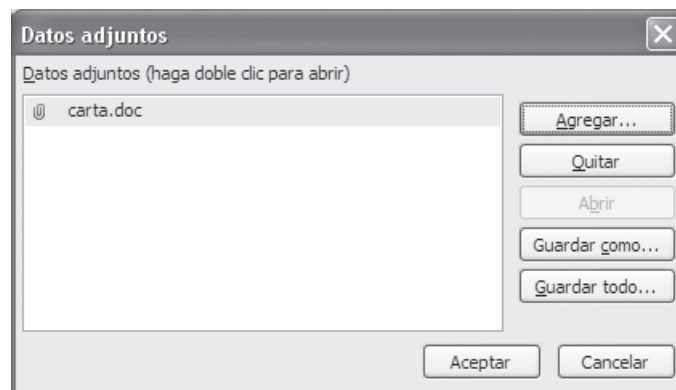 Datos adjuntos
Datos adjuntos (haga doble clic para abrir)
carta.doc
Agregar...
Quitar
Abrir
Guardar como...
Guardar todo...
Aceptar
Cancelar